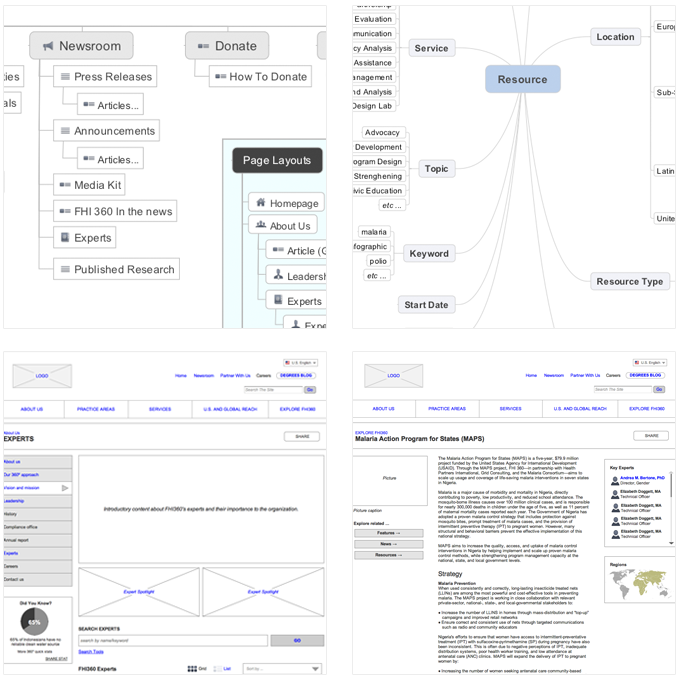 Newsroom
Donate
Press Releases
Articles...
How To Donate
Announcements
Articles...
Media Kit
FHI 360 In the news
Experts
Published Research
Page Layouts
Homepage
About Us
Article (
Leadersh
Experts
Expe
Evaluation
Service
cy Analysis
Assistance
nd Analysis
Design Lab
Location
Resource
Advocacy
Development
ogram Design
Strengthening
vic Education
etc ...
Topic
malaria
fographic
polio
etc ...
Keyword
Start Date
Resource Type
Latin
Unite
LOGO
U.S. English
Home Newsroom Partner With Us Careers DEGREES BLOG
Search This Site Go
ABOUT US PRACTICE AREAS SERVICES U.S. AND GLOBAL REACH EXPLORE FHI360
About Us
EXPERTS
SHARE
About us
Our 360° approach
Vision and mission
Leadership
History
Compliance office
Annual report
Experts
Careers
Contact us
Introductory content about FHI360's experts and their importance to the organization.
Expert Spotlight Expert Spotlight
Did You Know?
65%
65% of Indonesians have no
reliable clean water source
More 360° quick stats
SHARE STAT
SEARCH EXPERTS
search by name/keyword GO
Search Tools
FHI360 Experts Grid List Sort by...
LOGO
U.S. English
Home Newsroom Partner With Us Careers DEGREES BLOG
Search This Site Go
ABOUT US PRACTICE AREAS SERVICES U.S. AND GLOBAL REACH EXPLORE FHI360
EXPLORE FHI360
Malaria Action Program for States (MAPS)
SHARE
Picture
Picture caption
Explore related ...
Features →
News →
Resources →
Malaria Action Program for States (MAPS) is a five-year, $79.9 million
project funded by the United States Agency for International Development
(USAID). Through the MAPS project, FHI 360—in partnership with Health
Partners International, Grid Consulting, and the Malaria Consortium—aims to
scale up usage and coverage of life-saving malaria interventions in seven states
in Nigeria.
Malaria is a major cause of morbidity and mortality in Nigeria, directly
contributing to poverty, low productivity, and reduced school attendance. The
mosquito-borne illness causes over 100 million clinical cases, and is responsible
for nearly 300,000 deaths in children under the age of five, as well as 11 percent
of maternal mortality cases reported each year. The Government of Nigeria has
adopted a proven malaria control strategy that includes protection against
mosquito bites, prompt treatment of malaria cases, and the provision of
intermittent preventive therapy (IPT) to pregnant women. However, many
structural and behavioral barriers prevent the effective implementation of this
national strategy.
MAPS aims to increase the quality, access, and uptake of malaria control
interventions in Nigeria by helping implement and scale up proven malaria
controls, while strengthening program management capacity at the
national, state, and local government levels.
Strategy
Malaria Prevention
When used consistently and correctly, long-lasting insecticide treated nets
(LLINs) are among the most powerful and cost-effective tools in preventing
malaria. The MAPS project is working in close collaboration with relevant
private-sector, national-, state-, and local-governmental stakeholders to:
• Increase the number of LLINS in homes through mass-distribution and "top-up"
campaigns and improved retail networks
• Ensure correct and consistent use of nets through targeted communications
such as radio and community educators
Nigeria's efforts to ensure that women have access to intermittent-preventive
treatment (IPT) with sulfadoxine-pyrimethamine (SP) during pregnancy have
also been inconsistent. This is often due to negative perceptions of IPT, inadequate
distribution systems, poor health worker training, and low attendance at
antenatal care (ANC) clinics. MAPS will expand the delivery of IPT to pregnant
women by:
• Increasing the number of women seeking antenatal care community-based
Key Experts
Andrea M. Bertone, PhD
Director, Gender
Elizabeth Doggett, MA
Technical Officer
Elizabeth Doggett, MA
Technical Officer
Elizabeth Doggett, MA
Technical Officer
Elizabeth Doggett, MA
Technical Officer
Regions